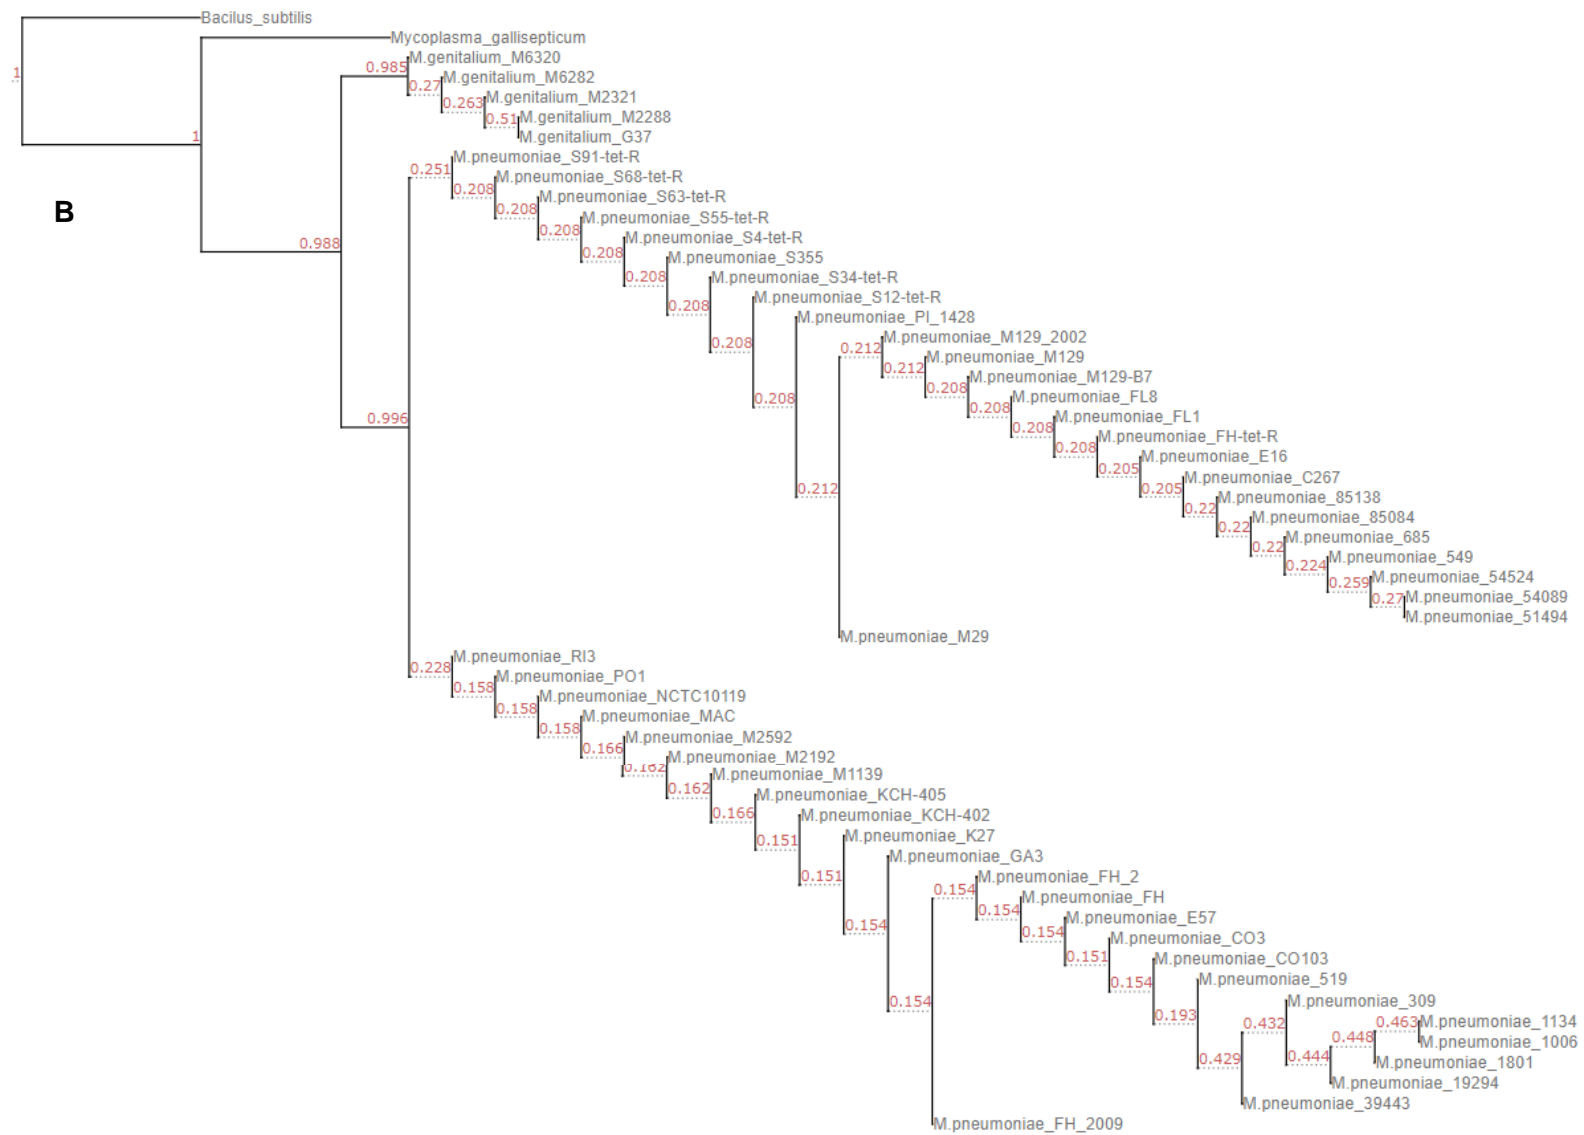 Bacilus_subtilis
Mycoplasma_gallisepticum
M.genitalium_M6320
0.985
1
M.genitalium_M6282
0.27
M.genitalium_M2321
0.263
M.genitalium_M2288
0.51
M.genitalium_G37
1
M.pneumoniae_S91-tet-R
0.251
M.pneumoniae_S68-tet-R
0.208
M.pneumoniae_S63-tet-R
0.208
B
M.pneumoniae_S55-tet-R
0.208
M.pneumoniae_S4-tet-R
0.988
0.208
M.pneumoniae_S355
0.208
M.pneumoniae_S34-tet-R
0.208
M.pneumoniae_S12-tet-R
0.208
M.pneumoniae_PI_1428
M.pneumoniae_M129_2002
0.212
M.pneumoniae_M129
0.212
M.pneumoniae_M129-B7
0.208
M.pneumoniae_FL8
0.208
0.208
M.pneumoniae_FL1
0.996
0.208
M.pneumoniae_FH-tet-R
0.208
M.pneumoniae_E16
0.205
M.pneumoniae_C267
0.212
0.205
M.pneumoniae_85138
0.22
M.pneumoniae_85084
0.22
M.pneumoniae_685
0.22
M.pneumoniae_549
0.224
M.pneumoniae_54524
0.259
M.pneumoniae_54089
0.27
M.pneumoniae_51494
M.pneumoniae_M29
M.pneumoniae_RI3
0.228
M.pneumoniae_PO1
0.158
M.pneumoniae_NCTC10119
0.158
M.pneumoniae_MAC
0.158
M.pneumoniae_M2592
0.166
M.pneumoniae_M2192
0.162
M.pneumoniae_M1139
0.162
M.pneumoniae_KCH-405
0.166
M.pneumoniae_KCH-402
0.151
M.pneumoniae_K27
M.pneumoniae_GA3
0.151
M.pneumoniae_FH_2
0.154
M.pneumoniae_FH
0.154
M.pneumoniae_E57
0.154
0.154
M.pneumoniae_CO3
0.151
M.pneumoniae_CO103
0.154
M.pneumoniae_519
0.154
M.pneumoniae_309
0.193
0.432
0.463
M.pneumoniae_1134
0.448
M.pneumoniae_1006
0.429
0.444
M.pneumoniae_1801
M.pneumoniae_19294
M.pneumoniae_39443
M.pneumoniae_FH_2009